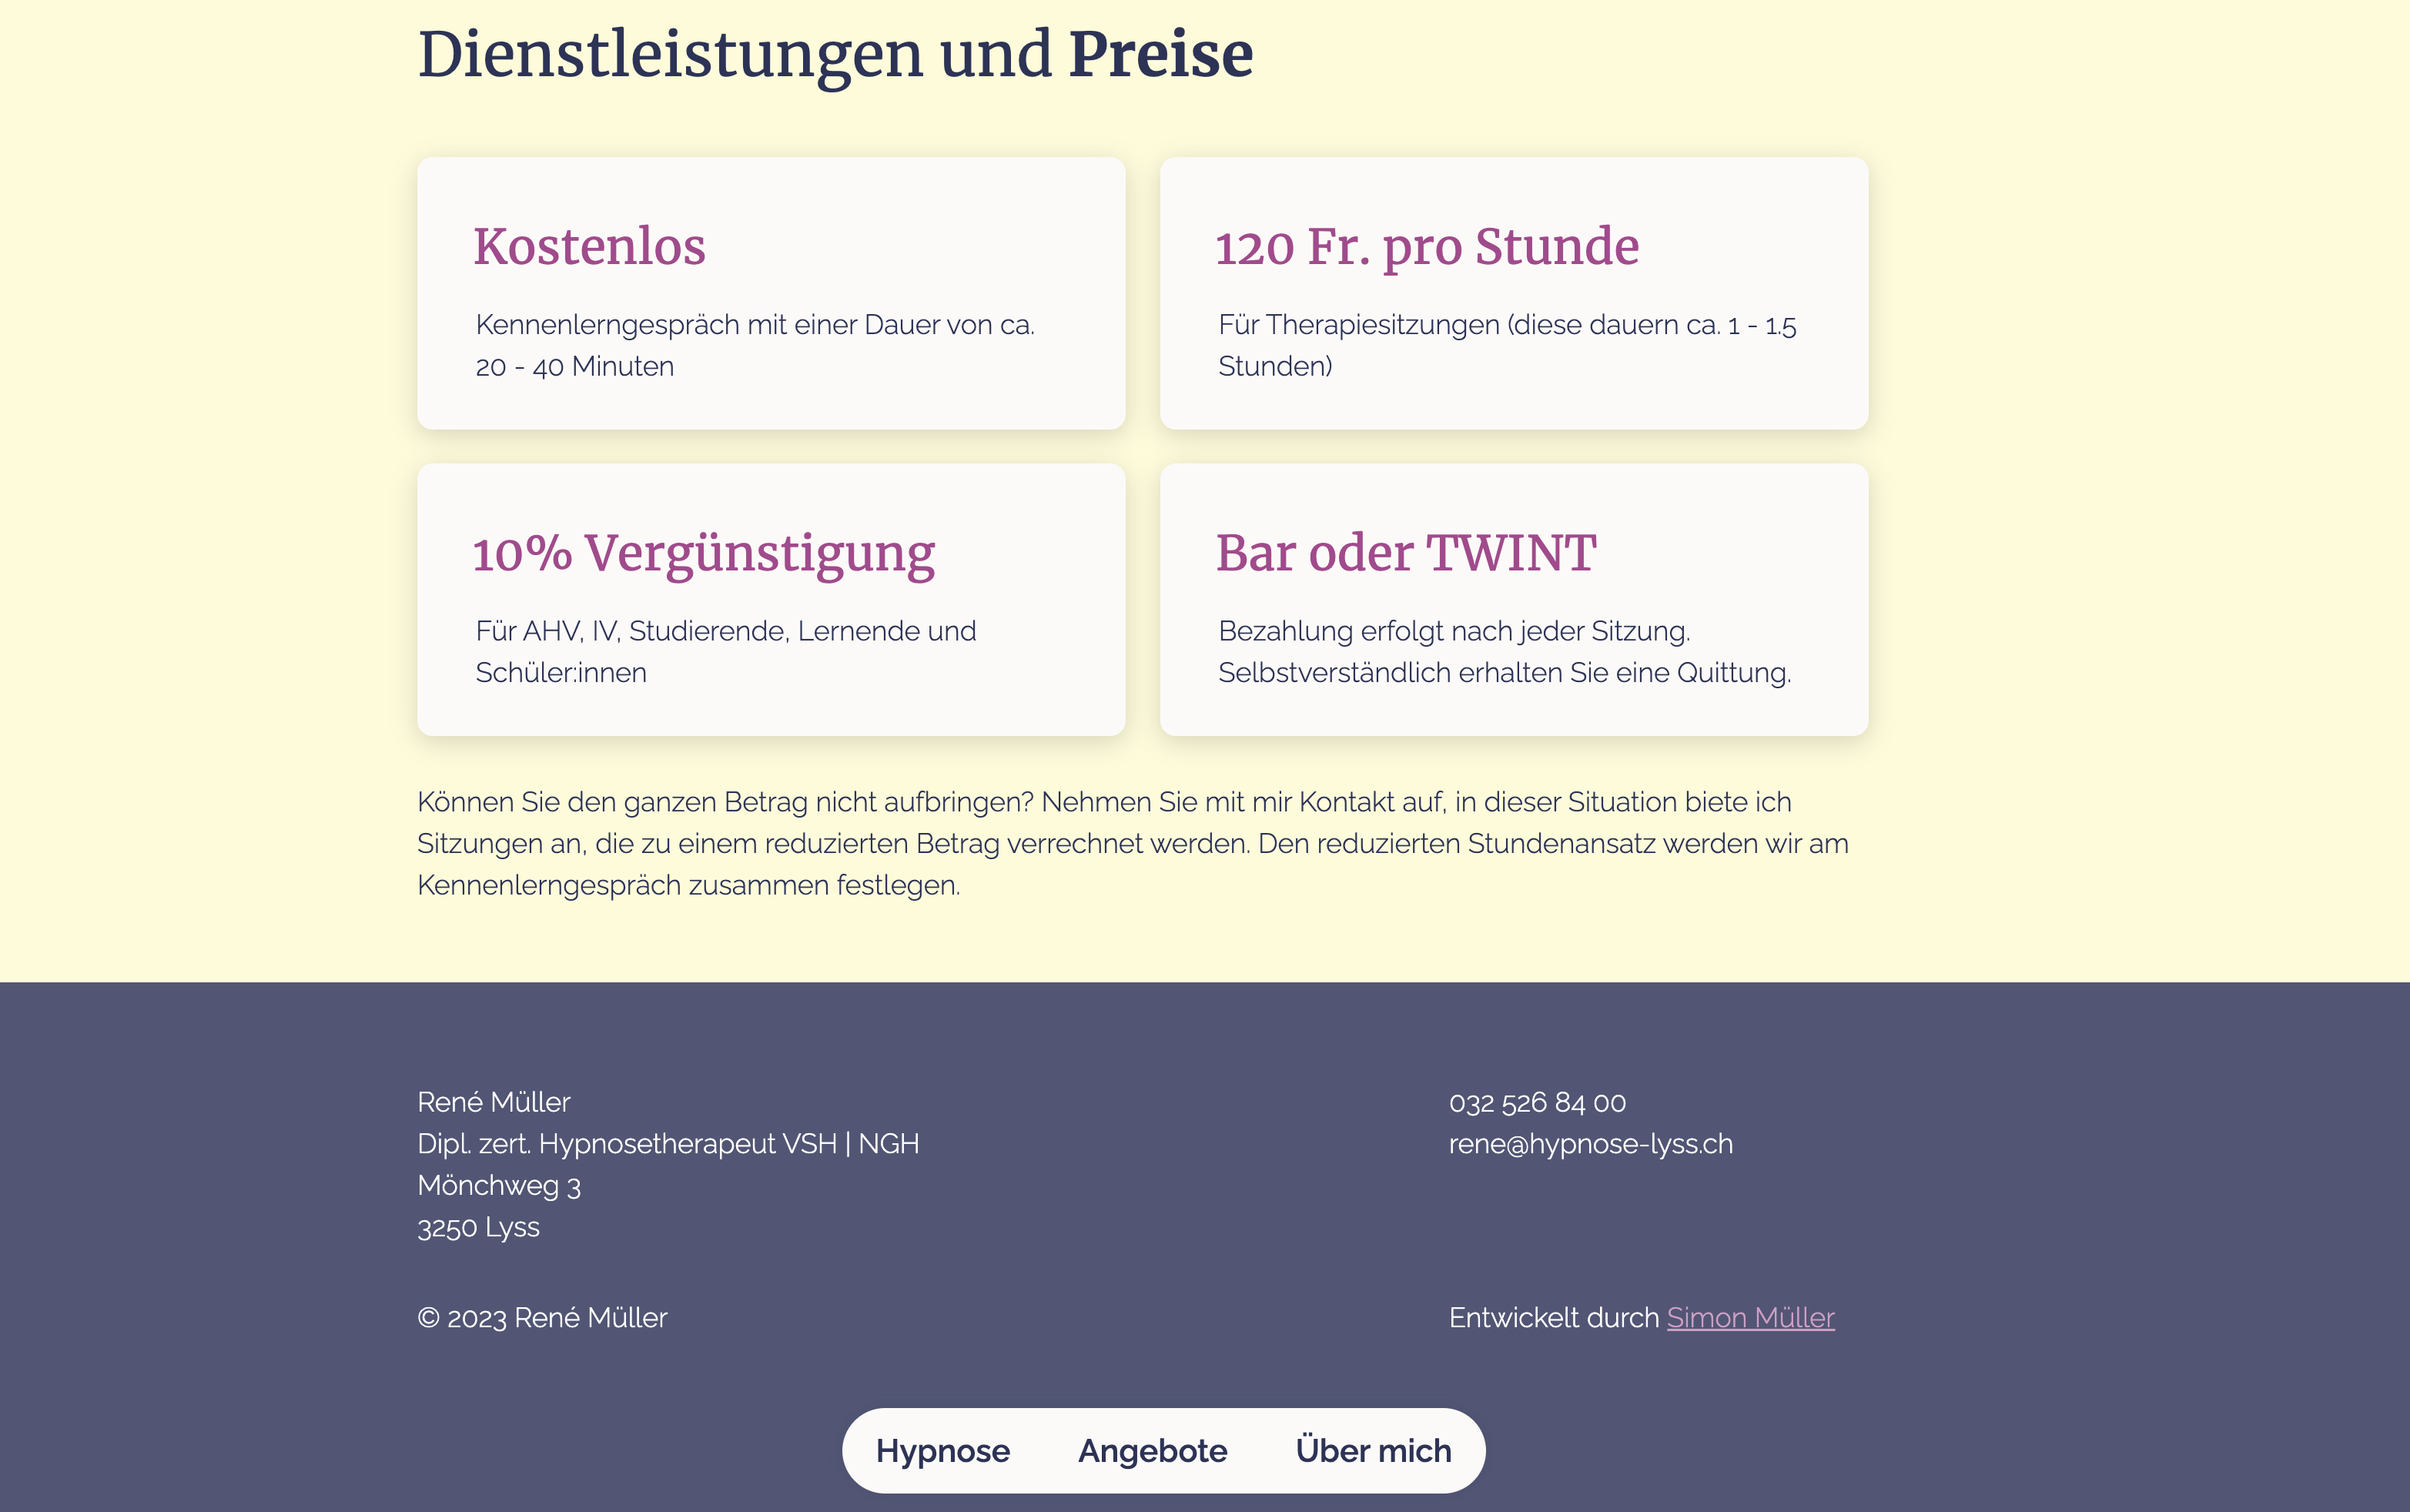 Dienstleistungen und Preise
Kostenlos
Kennenlerngespräch mit einer Dauer von ca.
20 - 40 Minuten
120 Fr. pro Stunde
Für Therapiesitzungen (diese dauern ca. 1 - 1.5
Stunden)
10% Vergünstigung
Für AHV, IV, Studierende, Lernende und
Schüler:innen
Bar oder TWINT
Bezahlung erfolgt nach jeder Sitzung.
Selbstverständlich erhalten Sie eine Quittung.
Können Sie den ganzen Betrag nicht aufbringen? Nehmen Sie mit mir Kontakt auf, in dieser Situation biete ich
Sitzungen an, die zu einem reduzierten Betrag verrechnet werden. Den reduzierten Stundenansatz werden wir am
Kennenlerngespräch zusammen festlegen.
René Müller
Dipl. zert. Hypnosetherapeut VSH | NGH
Mönchweg 3
3250 Lyss
032 526 84 00
rene@hypnose-lyss.ch
© 2023 René Müller
Entwickelt durch Simon Müller
Hypnose Angebote Über mich